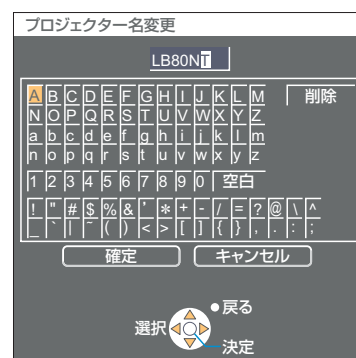 プロジェクター名変更
LB80NT
A B C D E F G H I J K L M 削除
N O P Q R S T U V W X Y Z
a b c d e f g h i j k l m
n o p q r s t u v w x y z
1 2 3 4 5 6 7 8 9 0 空白
! " # $ % & ' * + - / = ? @ \ ^
_ ` | ~ ( ) < > [ ] { } , . : ;
確定 キャンセル
戻る
選択
決定